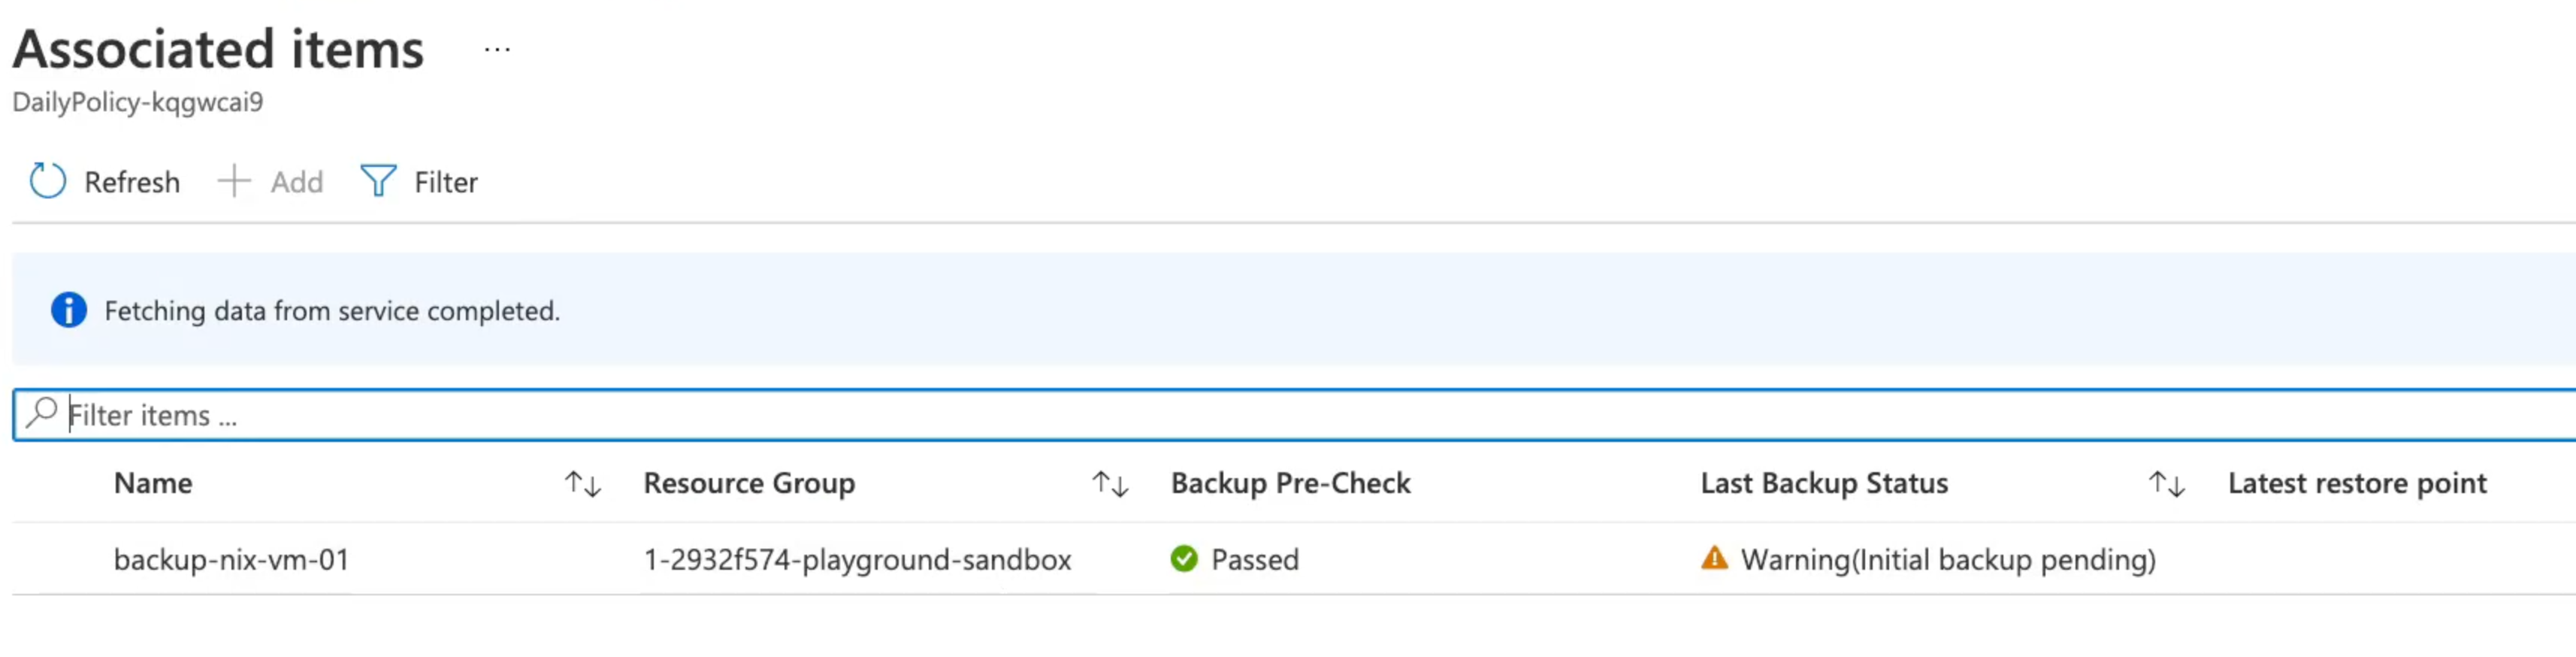 Associated items ...
DailyPolicy-kqgwcai9
Refresh Add Filter
Fetching data from service completed.
Filter items ...
Name Resource Group Backup Pre-Check Last Backup Status Latest restore point
backup-nix-vm-01 1-2932f574-playground-sandbox Passed Warning(Initial backup pending)